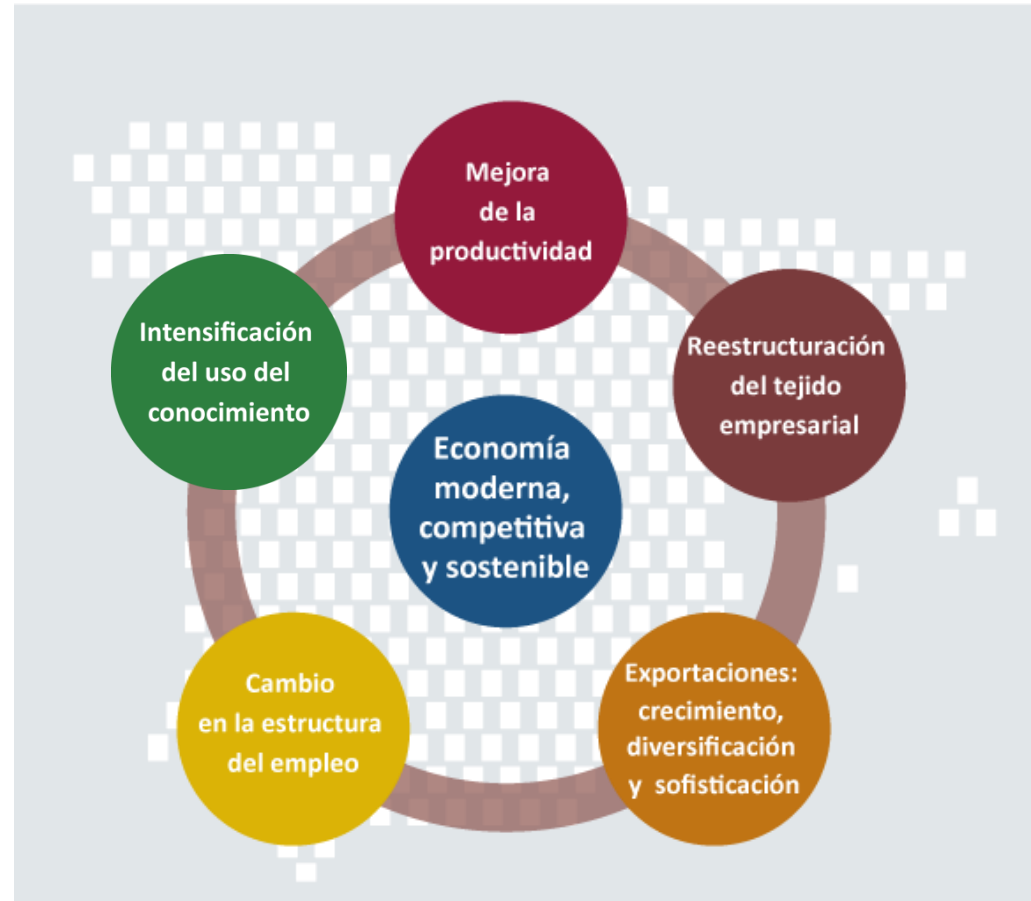 Mejora
de la
productividad
Intensificación
del uso del
conocimiento
Reestructuración
del tejido
empresarial
Economía
moderna,
competitiva
y sostenible
Cambio
en la estructura
del empleo
Exportaciones:
crecimiento,
diversificación
y sofisticación